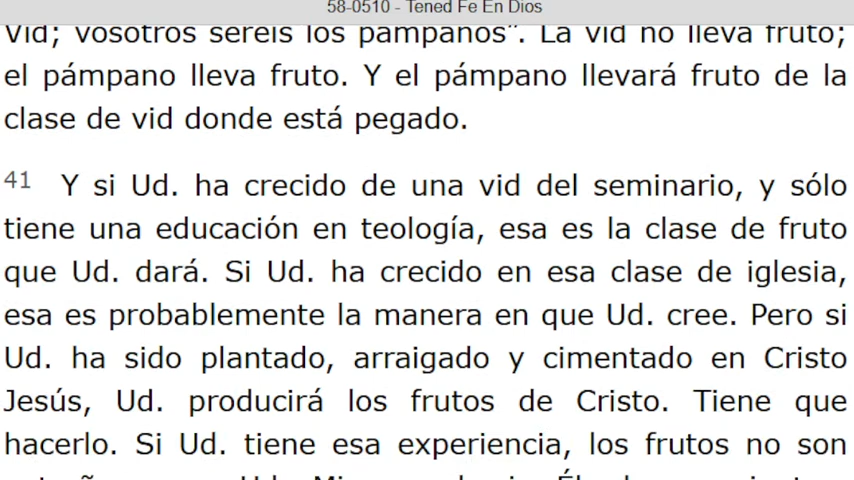 58-0510 - Tened Fe En Dios
Vid; vosotros seréis los pámpanos". La vid no lleva fruto;
el pámpano lleva fruto. Y el pámpano llevará fruto de la
clase de vid donde está pegado.
41 Y si Ud. ha crecido de una vid del seminario, y sólo
tiene una educación en teología, esa es la clase de fruto
que Ud. dará. Si Ud. ha crecido en esa clase de iglesia,
esa es probablemente la manera en que Ud. cree. Pero si
Ud. ha sido plantado, arraigado y cimentado en Cristo
Jesús, Ud. producirá los frutos de Cristo. Tiene que
hacerlo. Si Ud. tiene esa experiencia, los frutos no son